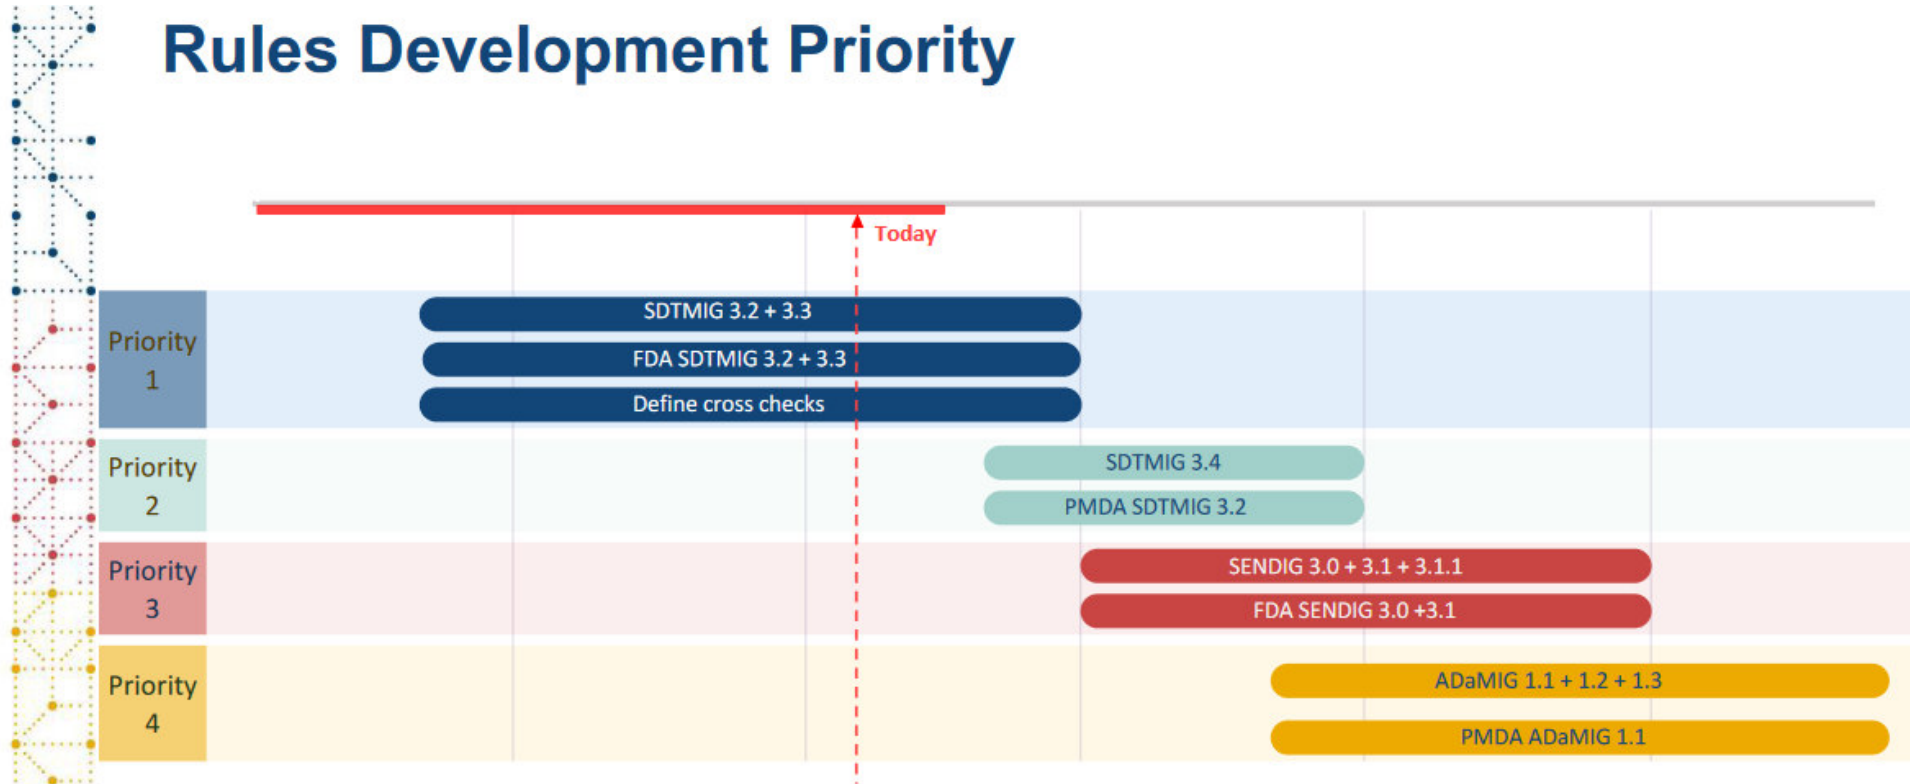 Rules Development Priority
Today
Priority
1
SDTMIG 3.2 + 3.3
FDA SDTMIG 3.2 + 3.3
Define cross checks
Priority
2
SDTMIG 3.4
PMDA SDTMIG 3.2
Priority
3
SENDIG 3.0 + 3.1 + 3.1.1
FDA SENDIG 3.0 +3.1
Priority
4
ADaMIG 1.1 + 1.2 + 1.3
PMDA ADaMIG 1.1